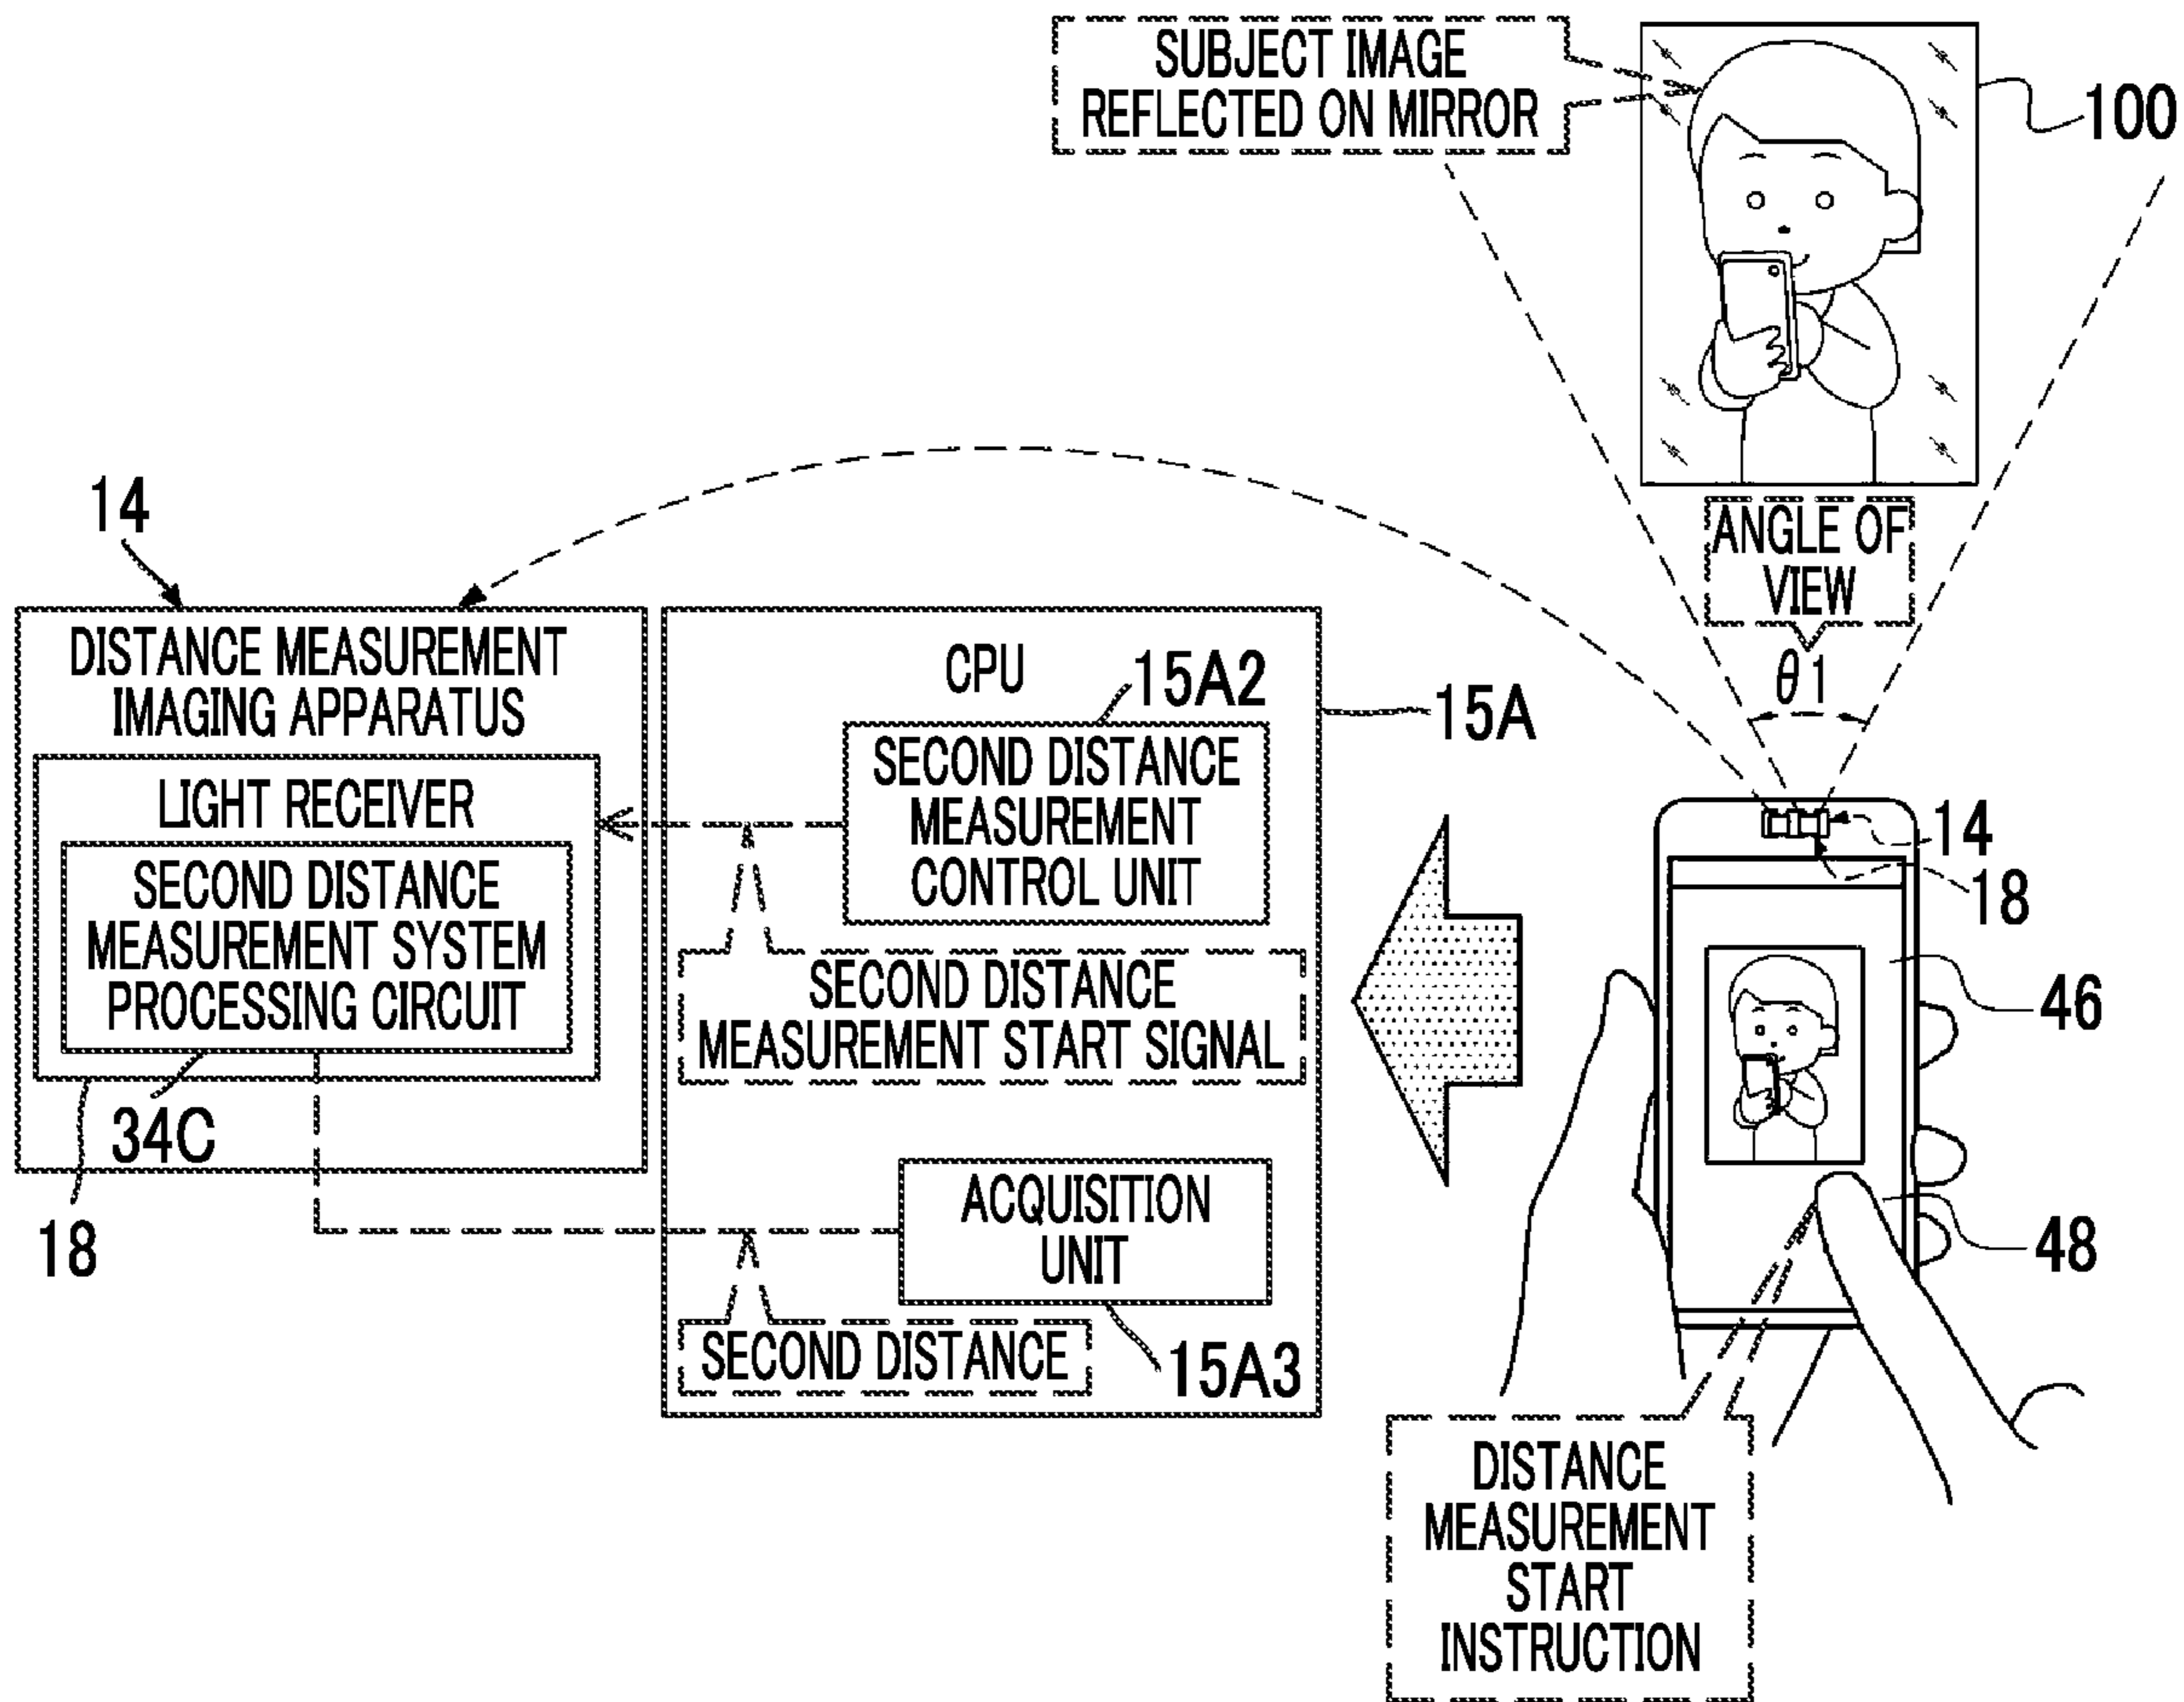 SUBJECT IMAGE
REFLECTED ON MIRROR
100
ANGLE OF
VIEW
θ1
14
DISTANCE MEASUREMENT
IMAGING APPARATUS
LIGHT RECEIVER
SECOND DISTANCE
MEASUREMENT SYSTEM
PROCESSING CIRCUIT
34C
18
CPU
15A2
15A
SECOND DISTANCE
MEASUREMENT
CONTROL UNIT
SECOND DISTANCE
MEASUREMENT START SIGNAL
ACQUISITION
UNIT
SECOND DISTANCE
15A3
14
18
46
48
DISTANCE
MEASUREMENT
START
INSTRUCTION